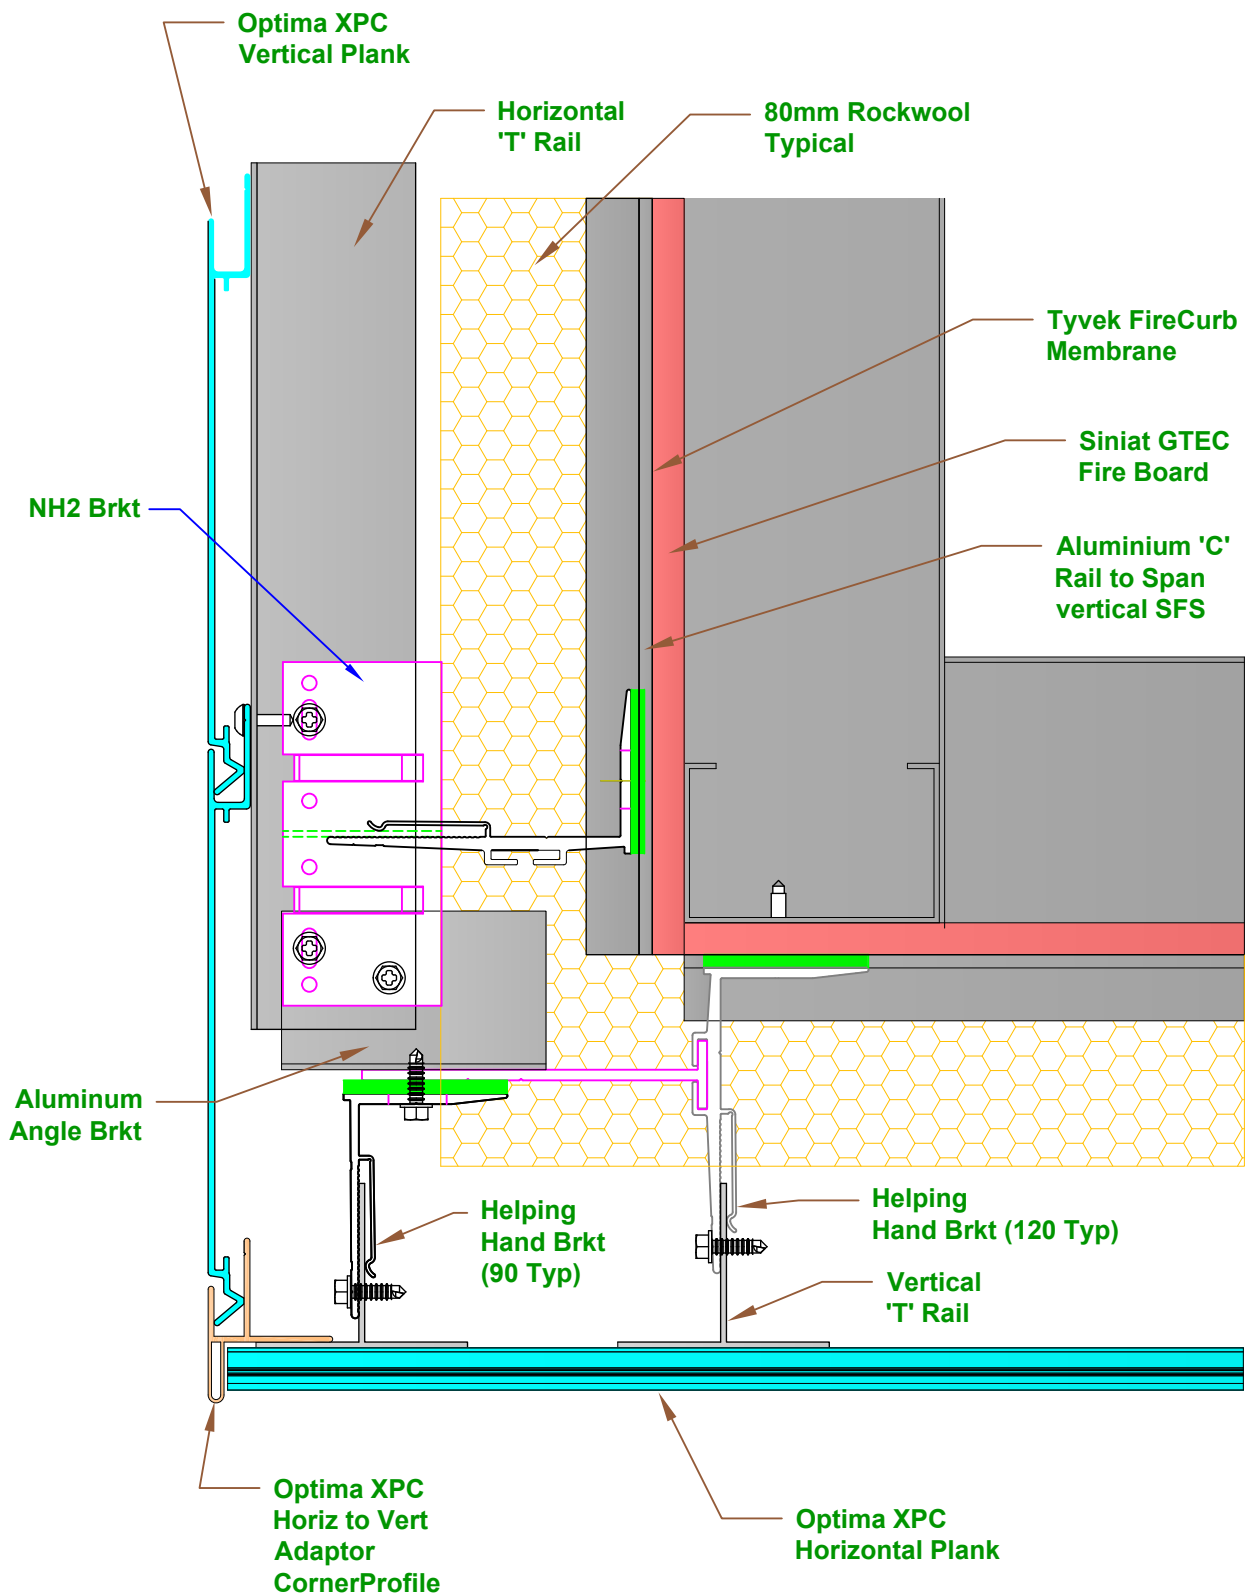 Optima XPC
Vertical Plank
Horizontal
'T' Rail
80mm Rockwool
Typical
Tyvek FireCurb
Membrane
Siniat GTEC
Fire Board
NH2 Brkt
Aluminium 'C'
Rail to Span
vertical SFS
Aluminum
Angle Brkt
Helping
Hand Brkt
(90 Typ)
Helping
Hand Brkt (120 Typ)
Vertical
'T' Rail
Optima XPC
Horiz to Vert
Adaptor
CornerProfile
Optima XPC
Horizontal Plank